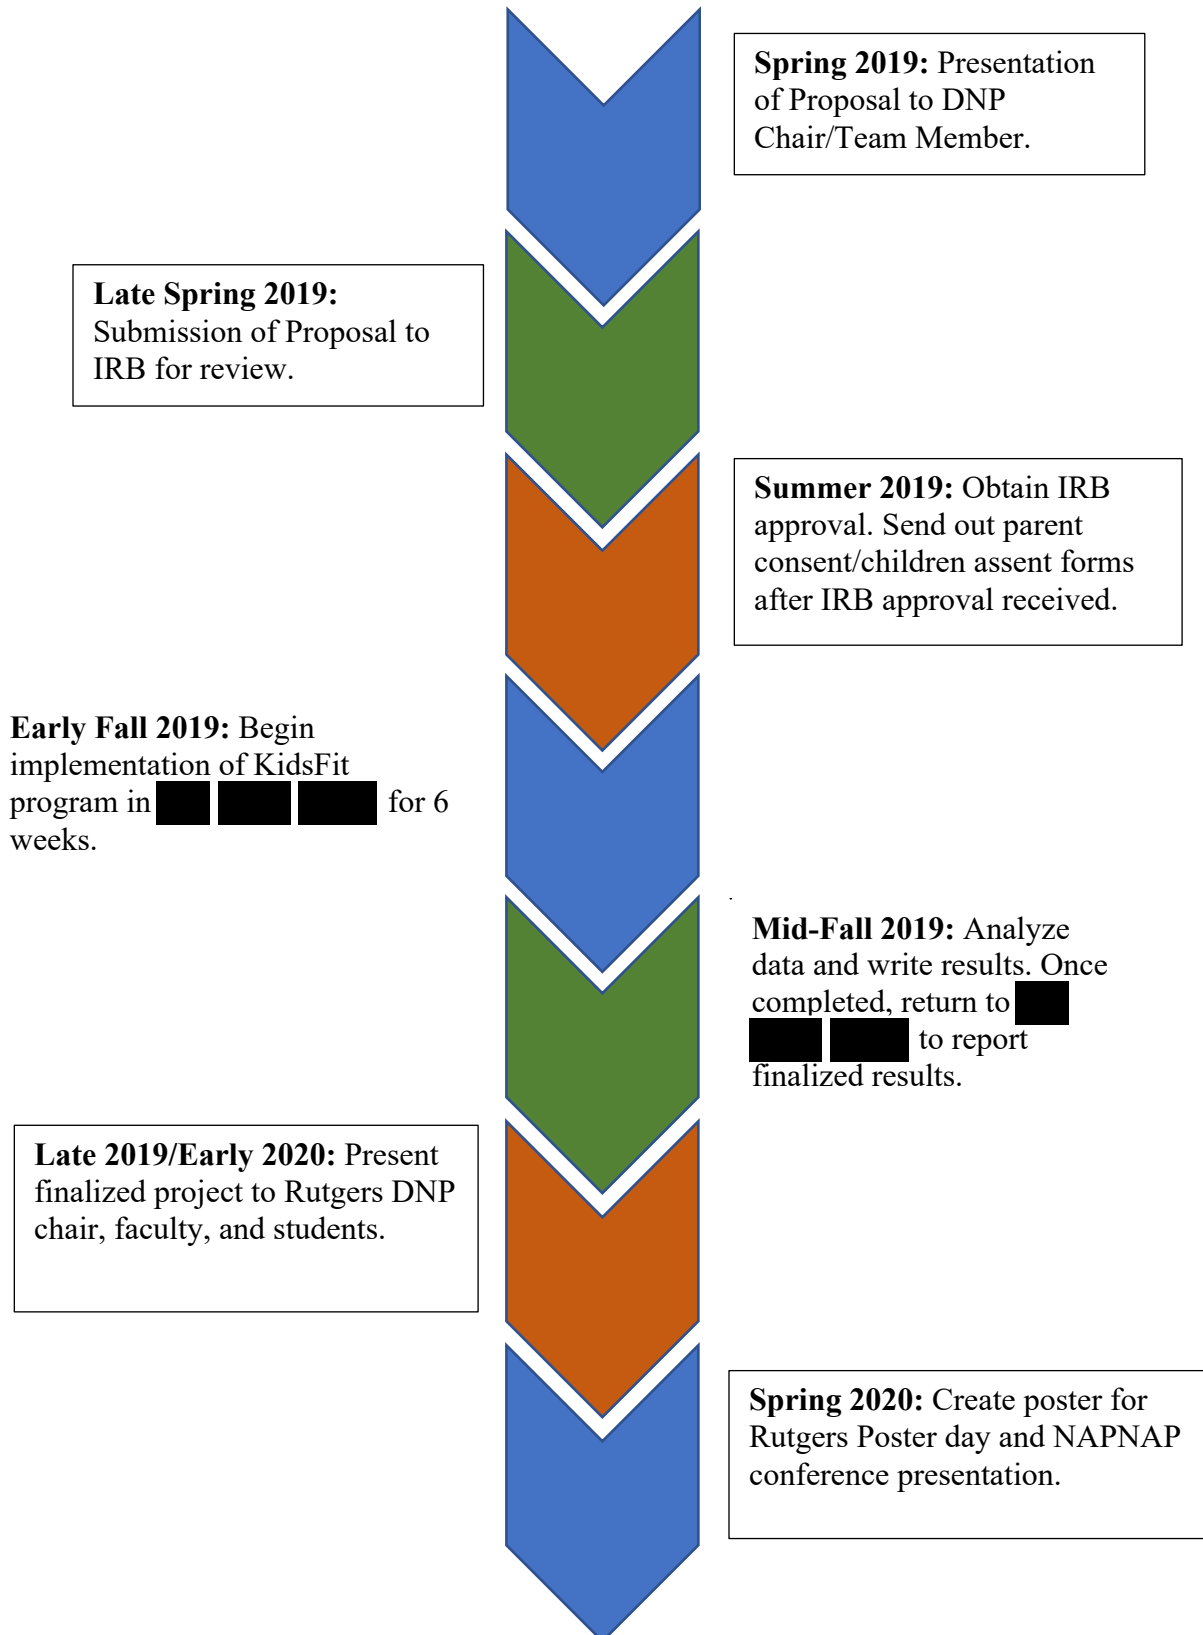 Spring 2019: Presentation
of Proposal to DNP
Chair/Team Member.
Late Spring 2019:
Submission of Proposal to
IRB for review.
Summer 2019: Obtain IRB
approval. Send out parent
consent/children assent forms
after IRB approval received.
Early Fall 2019: Begin
implementation of KidsFit
program in for 6
weeks.
Mid-Fall 2019: Analyze
data and write results. Once
completed, return to
to report
finalized results.
Late 2019/Early 2020: Present
finalized project to Rutgers DNP
chair, faculty, and students.
Spring 2020: Create poster for
Rutgers Poster day and NAPNAP
conference presentation.